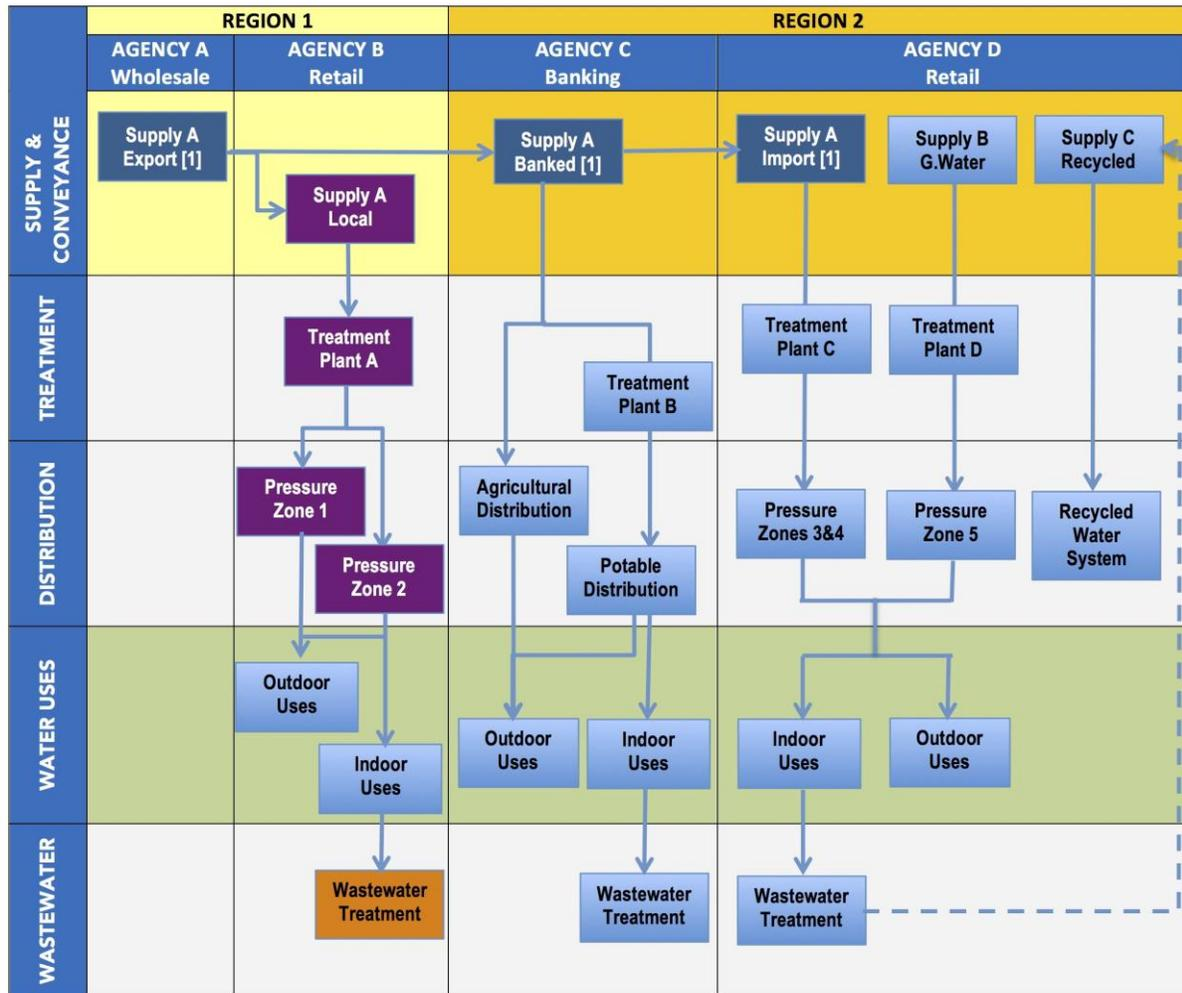 REGION 1
REGION 2
AGENCY A
Wholesale
AGENCY B
Retail
AGENCY C
Banking
AGENCY D
Retail
SUPPLY &
CONVEYANCE
Supply A
Export [1]
Supply A
Local
Supply A
Banked [1]
Supply A
Import [1]
Supply B
G.Water
Supply C
Recycled
TREATMENT
Treatment
Plant A
Treatment
Plant B
Treatment
Plant C
Treatment
Plant D
DISTRIBUTION
Pressure
Zone 1
Pressure
Zone 2
Agricultural
Distribution
Potable
Distribution
Pressure
Zones 3&4
Pressure
Zone 5
Recycled
Water
System
WATER USES
Outdoor
Uses
Indoor
Uses
Outdoor
Uses
Indoor
Uses
Indoor
Uses
Outdoor
Uses
WASTEWATER
Wastewater
Treatment
Wastewater
Treatment
Wastewater
Treatment